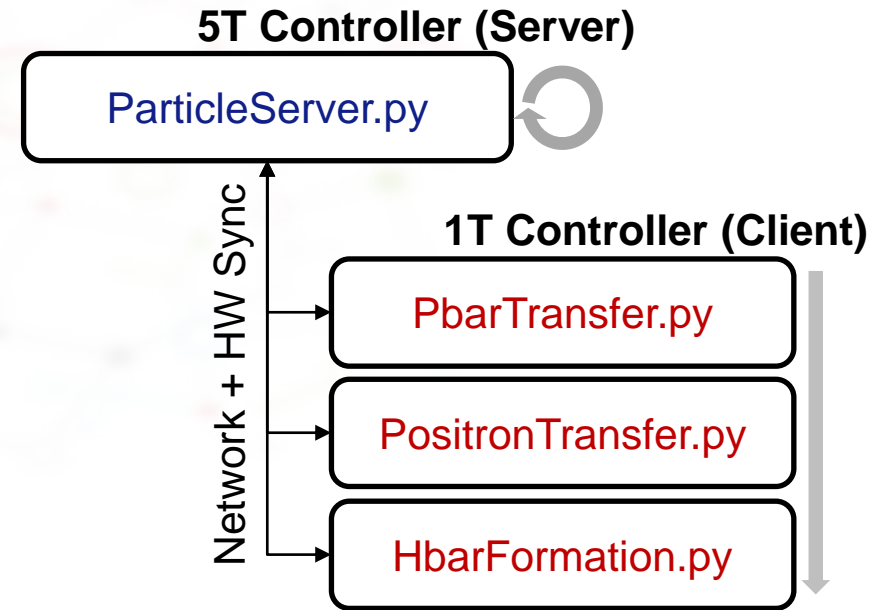 5T Controller (Server)
ParticleServer.py
Network + HW Sync
1T Controller (Client)
PbarTransfer.py
PositronTransfer.py
HbarFormation.py